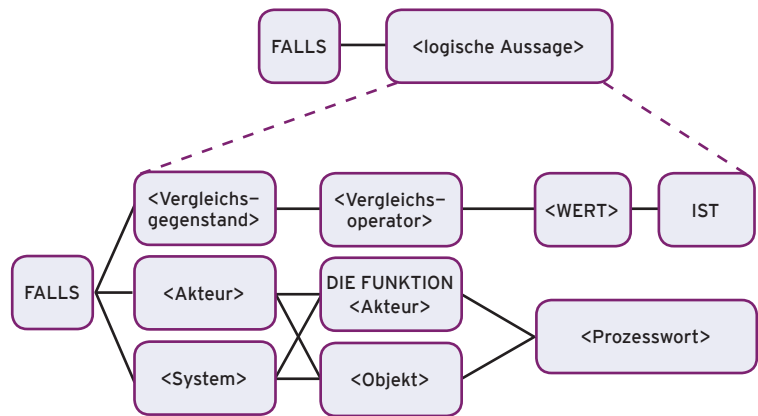 FALLS
<logische Aussage>
<Vergleichs-
gegenstand>
<Vergleichs-
operator>
<WERT>
IST
FALLS
<Akteur>
DIE FUNKTION
<Akteur>
<Prozesswort>
<System>
<Objekt>